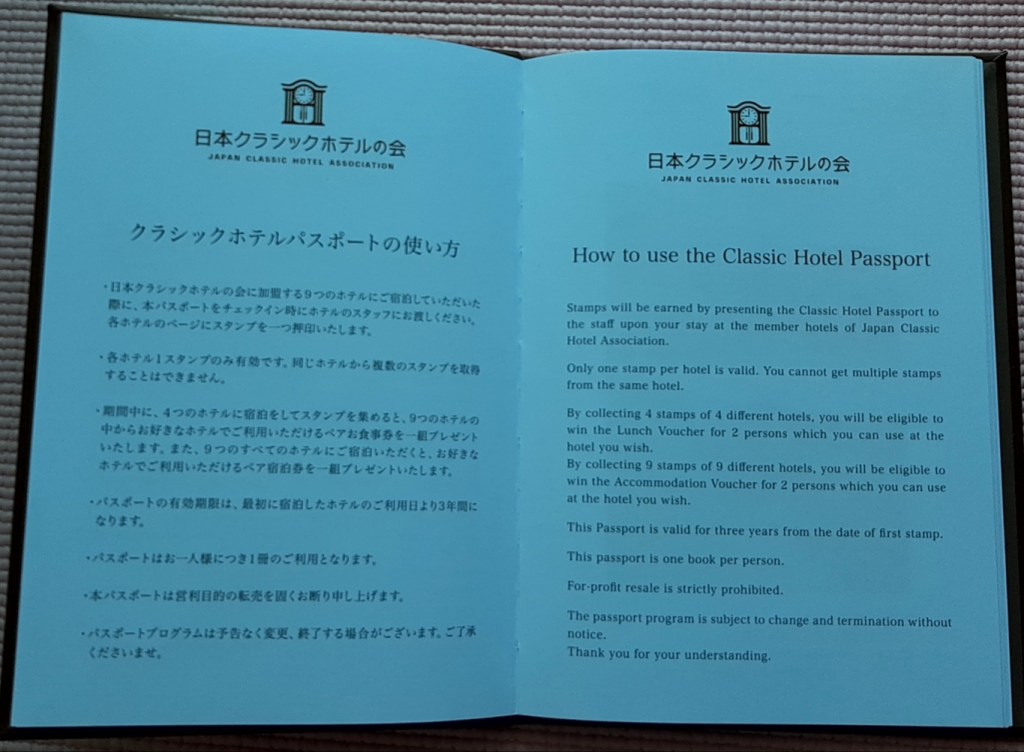 日本クラシックホテルの会
JAPAN CLASSIC HOTEL ASSOCIATION
クラシックホテルパスポートの使い方
・日本クラシックホテルの会に加盟する9つのホテルにご宿泊していただいた
際に、本パスポートをチェックイン時にホテルのスタッフにお渡しください。
各ホテルのページにスタンプを一つ押印いたします。
・各ホテル1スタンプのみ有効です。同じホテルから複数のスタンプを取得
することはできません。
・期間中に、4つのホテルに宿泊をしてスタンプを集めると、9つのホテルの
中からお好きなホテルでご利用いただけるペアお食事券を一組プレゼント
いたします。また、9つのすべてのホテルにご宿泊いただくと、お好きな
ホテルでご利用いただけるペア宿泊券を一組プレゼントいたします。
・パスポートの有効期限は、最初に宿泊したホテルのご利用日より3年間に
なります。
・パスポートはお一人様につき1冊のご利用となります。
・本パスポートは営利目的の転売を固くお断り申し上げます。
・パスポートプログラムは予告なく変更、終了する場合がございます。ご了承
くださいませ。
日本クラシックホテルの会
JAPAN CLASSIC HOTEL ASSOCIATION
How to use the Classic Hotel Passport
Stamps will be earned by presenting the Classic Hotel Passport to
the staff upon your stay at the member hotels of Japan Classic
Hotel Association.
Only one stamp per hotel is valid. You cannot get multiple stamps
from the same hotel.
By collecting 4 stamps of 4 different hotels, you will be eligible to
win the Lunch Voucher for 2 persons which you can use at the
hotel you wish.
By collecting 9 stamps of 9 different hotels, you will be eligible to
win the Accommodation Voucher for 2 persons which you can use
at the hotel you wish.
This Passport is valid for three years from the date of first stamp.
This passport is one book per person.
For-profit resale is strictly prohibited.
The passport program is subject to change and termination without
notice.
Thank you for your understanding.